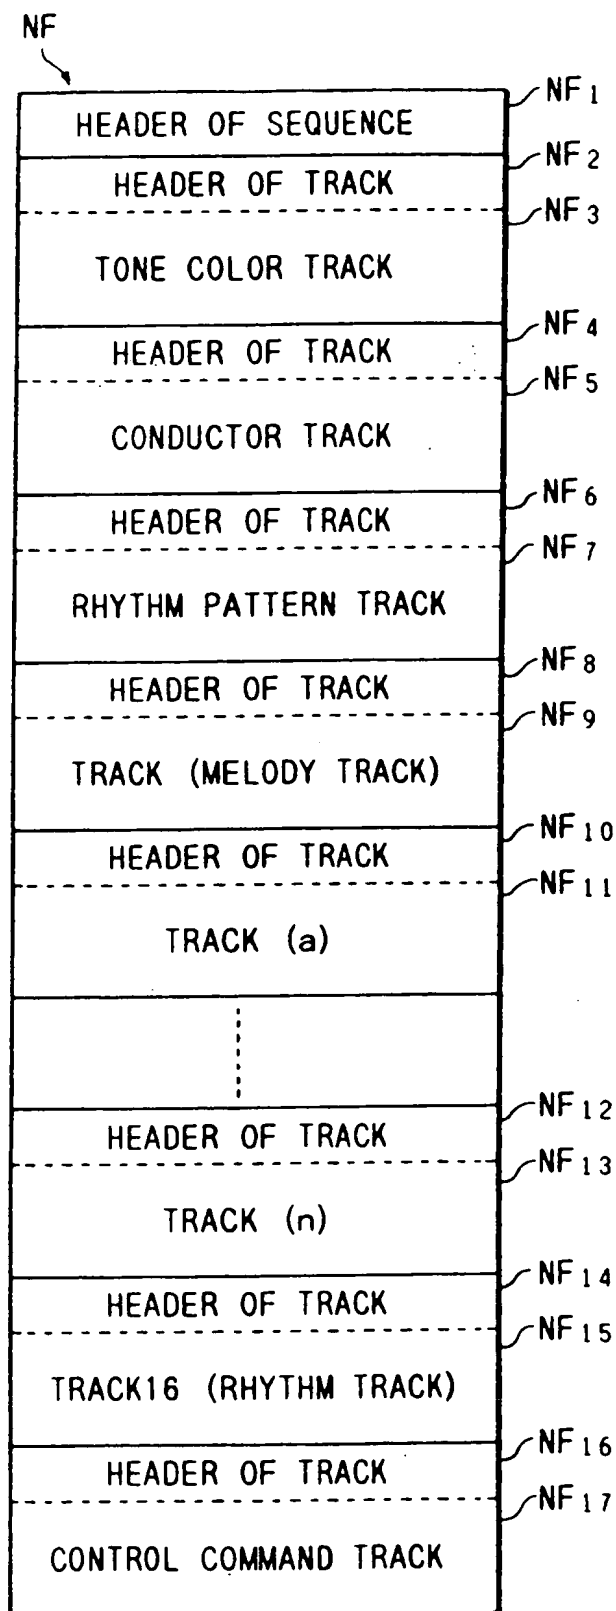 NF
NF1
HEADER OF SEQUENCE
NF2
HEADER OF TRACK
NF3
TONE COLOR TRACK
NF4
HEADER OF TRACK
NF5
CONDUCTOR TRACK
NF6
HEADER OF TRACK
NF7
RHYTHM PATTERN TRACK
NF8
HEADER OF TRACK
NF9
TRACK (MELODY TRACK)
NF10
HEADER OF TRACK
NF11
TRACK (a)
NF12
HEADER OF TRACK
NF13
TRACK (n)
NF14
HEADER OF TRACK
NF15
TRACK16 (RHYTHM TRACK)
NF16
HEADER OF TRACK
NF17
CONTROL COMMAND TRACK